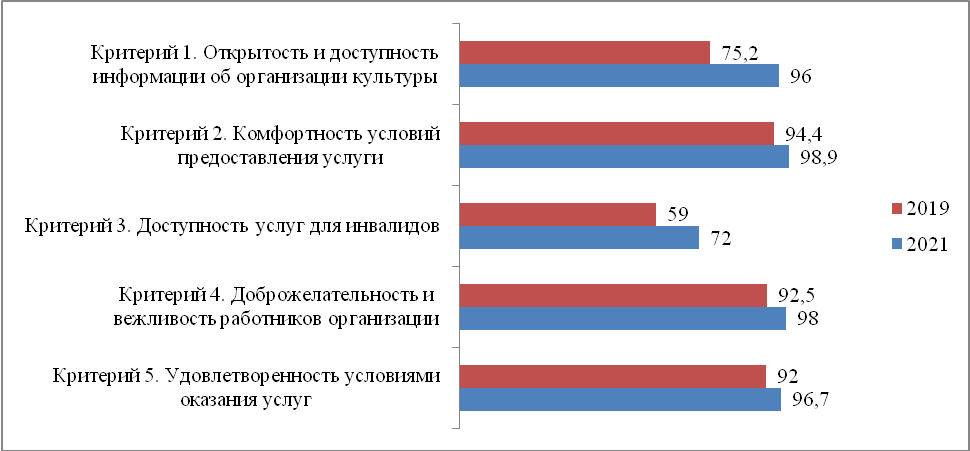 Критерий 1. Открытость и доступность
информации об организации культуры
75,2
96
Критерий 2. Комфортность условий
предоставления услуги
94,4
98,9
Критерий 3. Доступность услуг для инвалидов
59
72
Критерий 4. Доброжелательность и
вежливость работников организации
92,5
98
Критерий 5. Удовлетворенность условиями
оказания услуг
92
96,7
2019
2021